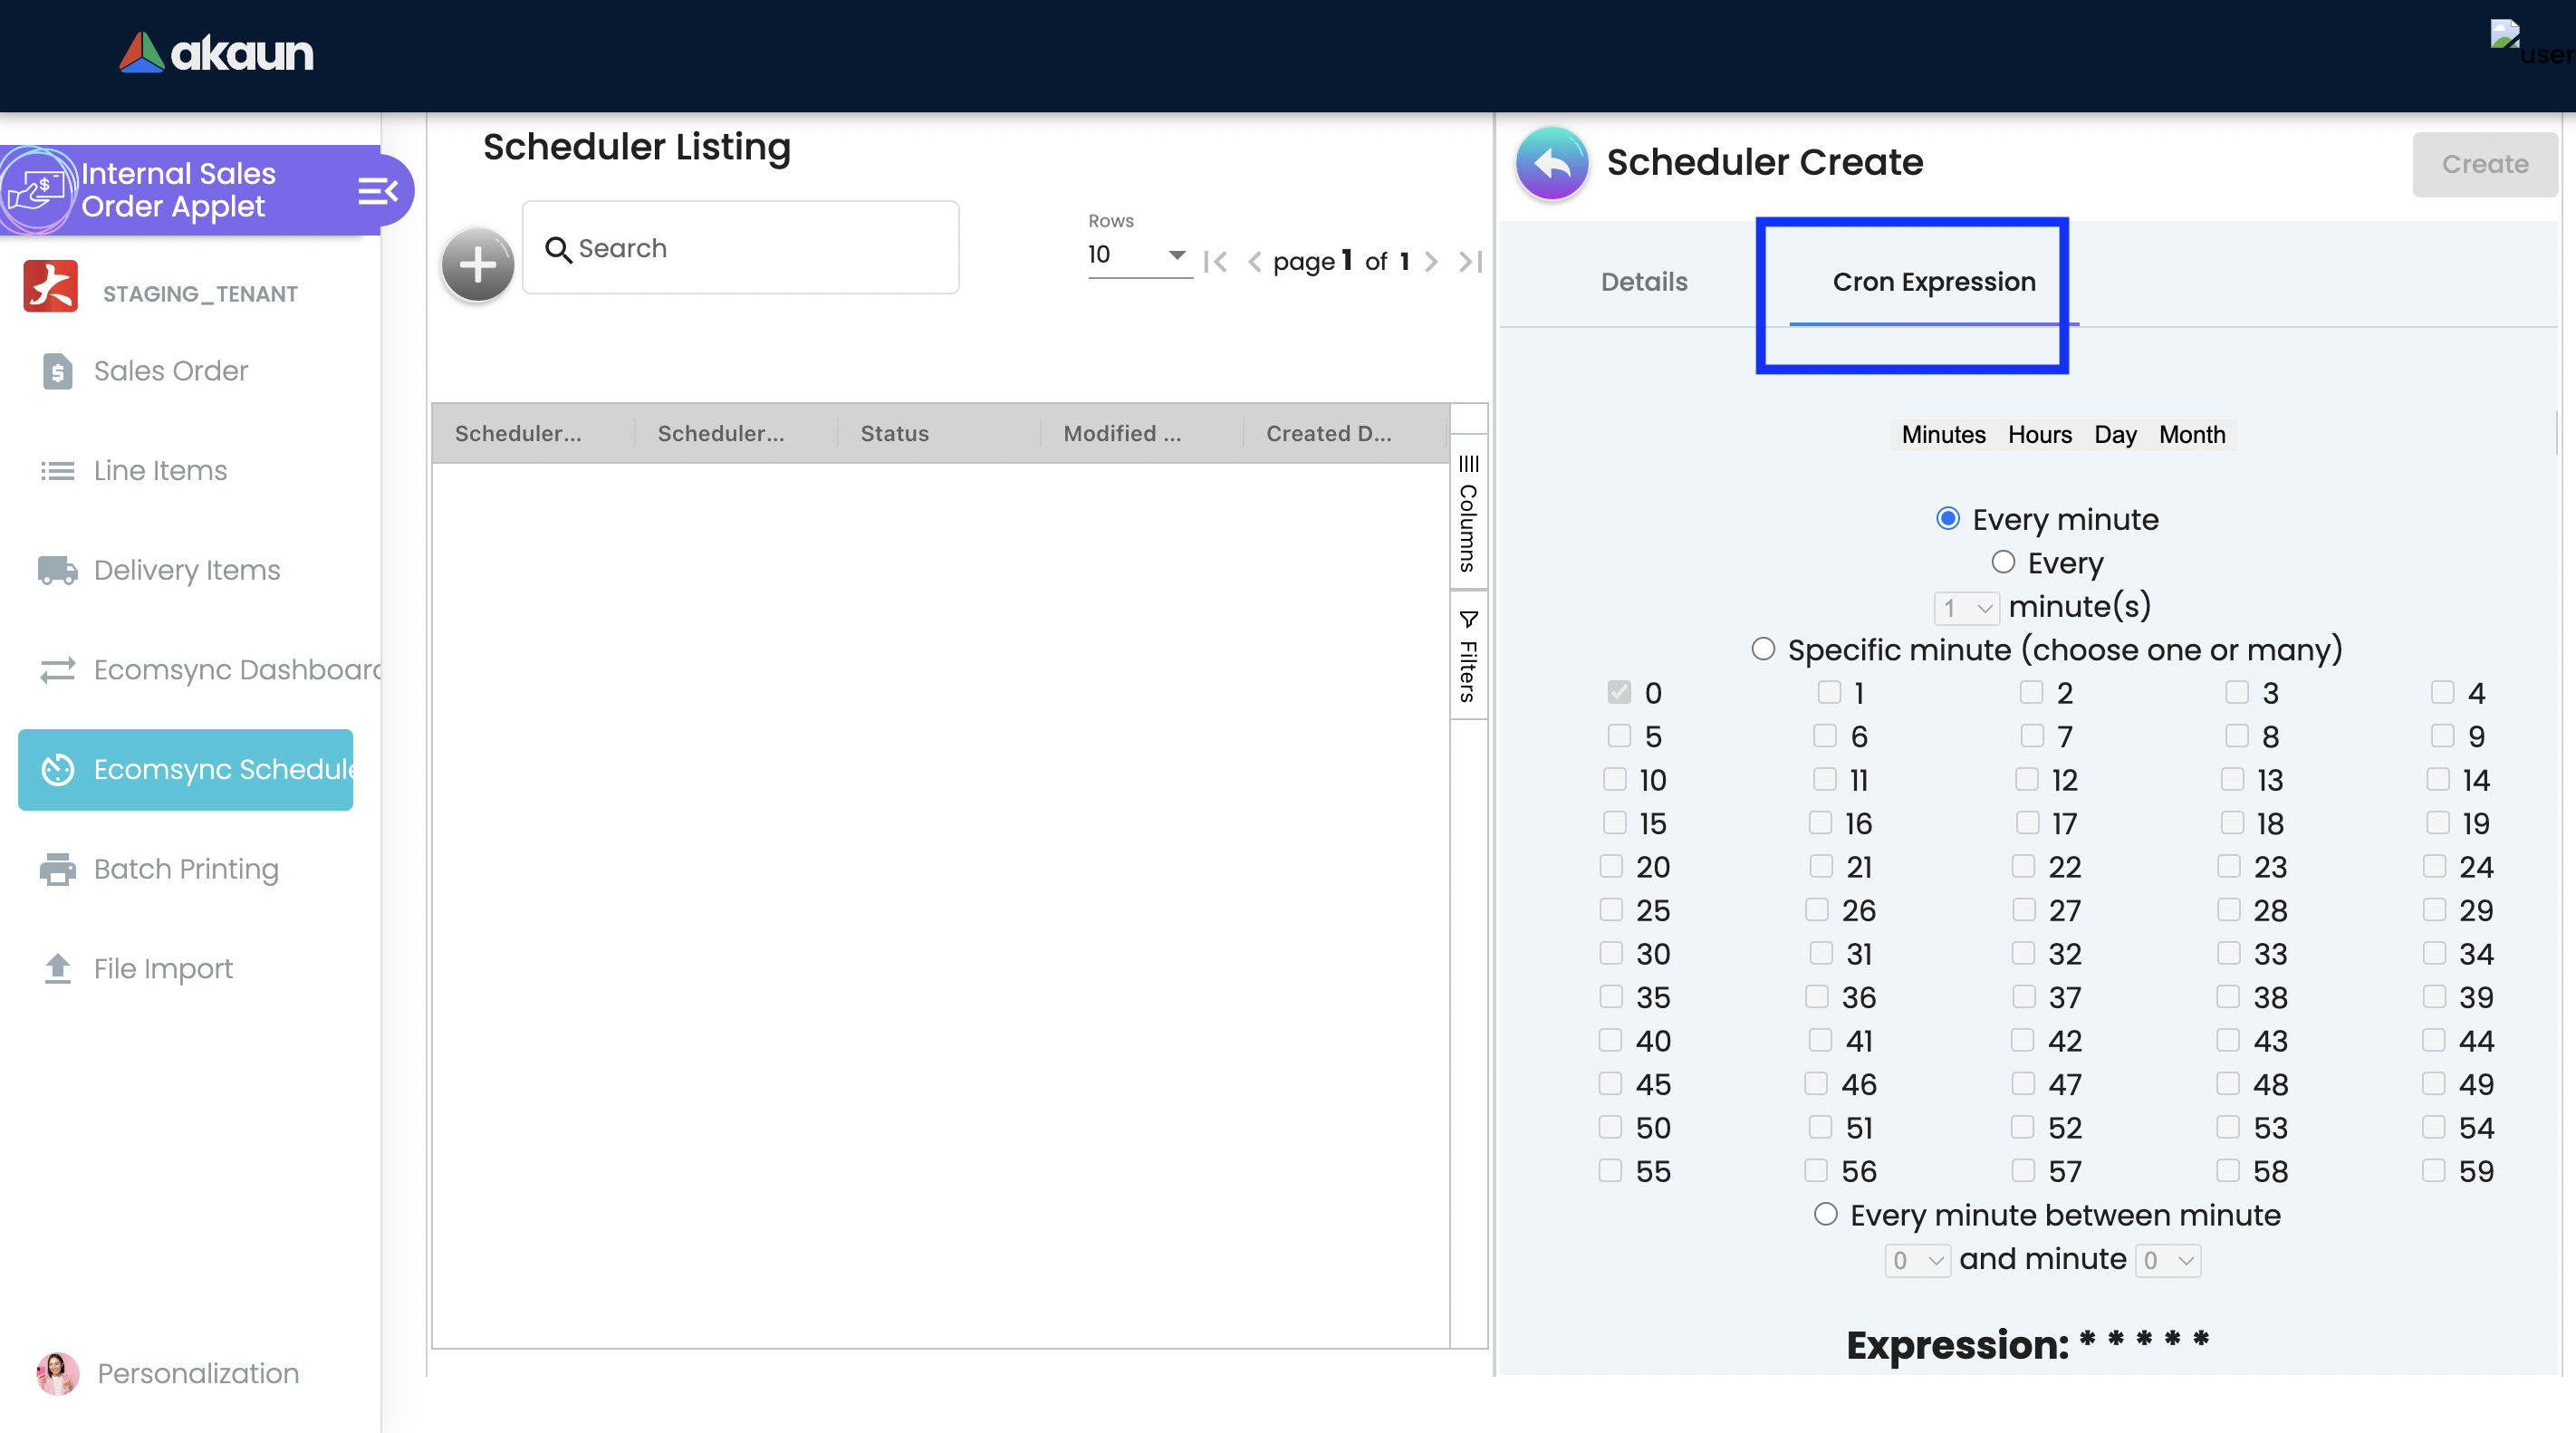 akaun
user
Internal Sales
Order Applet
STAGING_TENANT
Sales Order
Line Items
Delivery Items
Ecomsync Dashboard
Ecomsync Schedule
Batch Printing
File Import
Personalization
Scheduler Listing
Search
Rows
10
page 1 of 1
Scheduler... Scheduler... Status Modified ... Created D...
Columns
Filters
Scheduler Create
Create
Details Cron Expression
Minutes Hours Day Month
Every minute
Every
1 minute(s)
Specific minute (choose one or many)
0 1 2 3 4
5 6 7 8 9
10 11 12 13 14
15 16 17 18 19
20 21 22 23 24
25 26 27 28 29
30 31 32 33 34
35 36 37 38 39
40 41 42 43 44
45 46 47 48 49
50 51 52 53 54
55 56 57 58 59
Every minute between minute
0 and minute 0
Expression: * * * * *